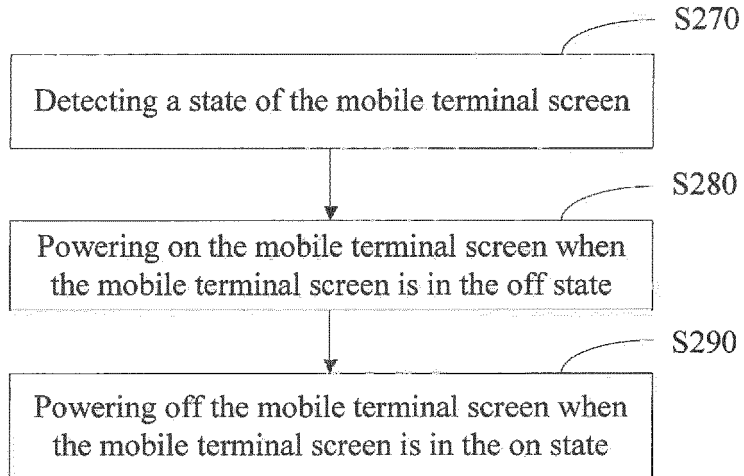 S270
Detecting a state of the mobile terminal screen
S280
Powering on the mobile terminal screen when
the mobile terminal screen is in the off state
S290
Powering off the mobile terminal screen when
the mobile terminal screen is in the on state